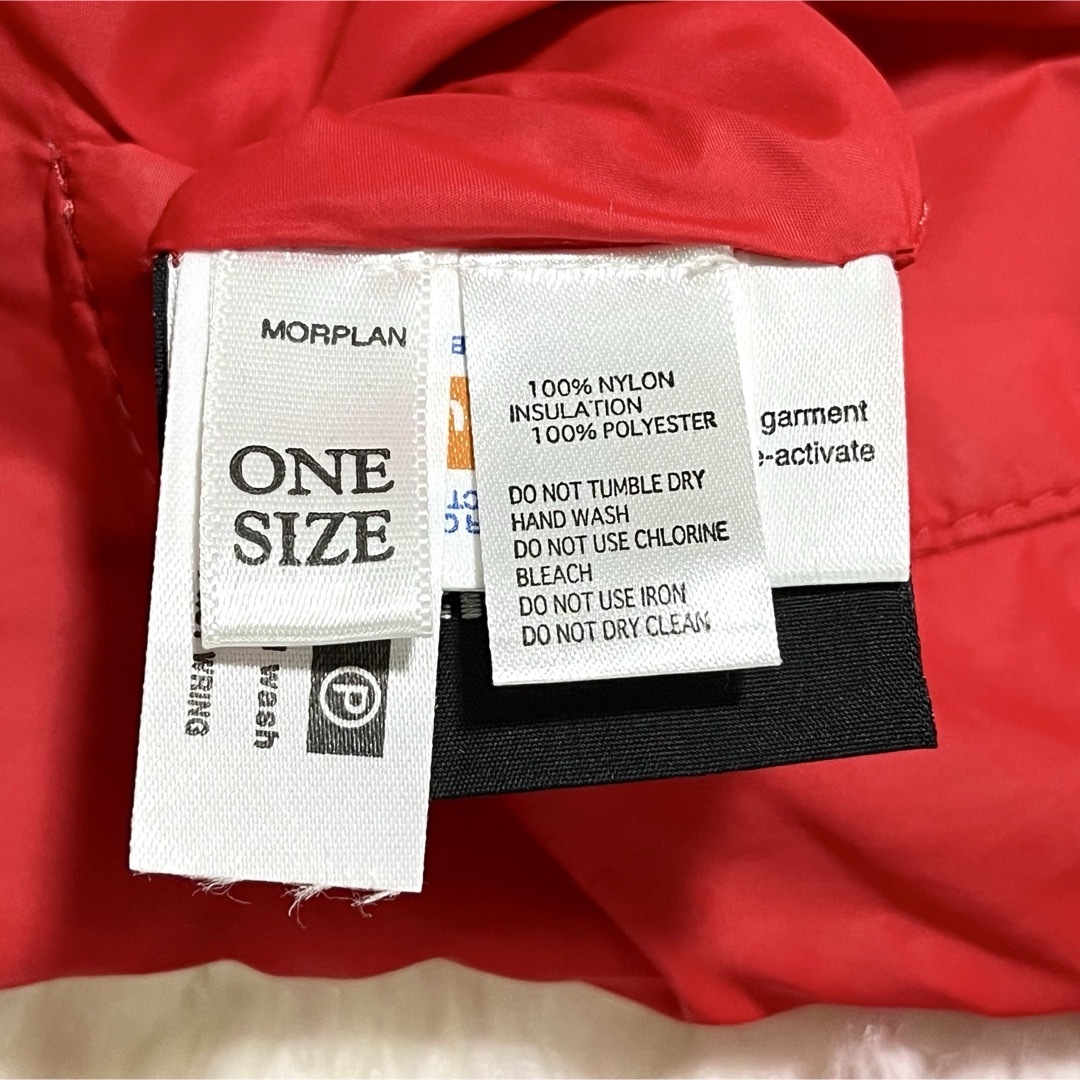 MORPLAN
ONE
SIZE
100% NYLON
INSULATION
100% POLYESTER
DO NOT TUMBLE DRY
HAND WASH
DO NOT USE CHLORINE
BLEACH
DO NOT USE IRON
DO NOT DRY CLEAN
garment
e-activate
wash
WRING
P